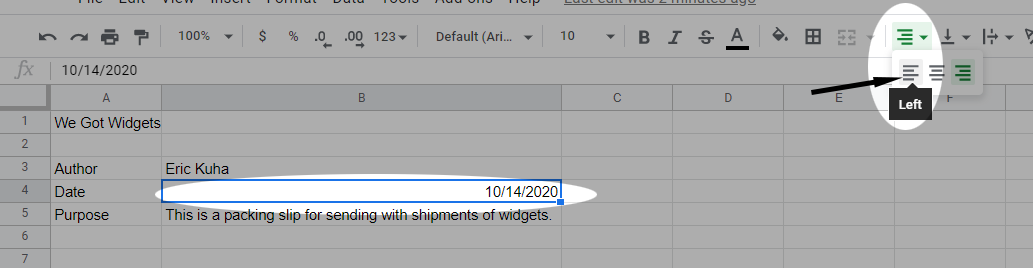 File Edit View Insert Format Data Tools Add-ons Help Last edit was 2 minutes ago
100% $ % .0 .00 123 Default (Ari... 10 B I S A
fx 10/14/2020
Left
A B C D E F
1 We Got Widgets
2
3 Author Eric Kuha
4 Date 10/14/2020
5 Purpose This is a packing slip for sending with shipments of widgets.
6
7